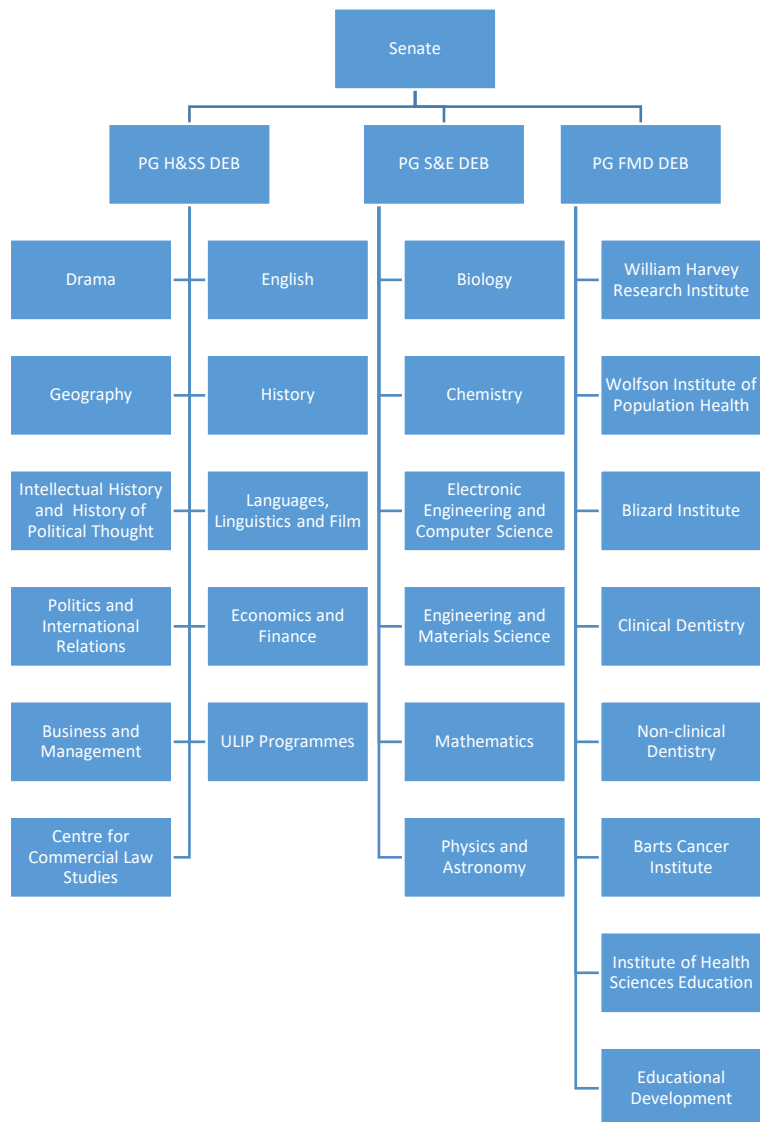 Senate
PG H&SS DEB
PG S&E DEB
PG FMD DEB
Drama
English
Biology
William Harvey
Research Institute
Geography
History
Chemistry
Wolfson Institute of
Population Health
Intellectual History
and History of
Political Thought
Languages,
Linguistics and Film
Electronic
Engineering and
Computer Science
Blizard Institute
Politics and
International
Relations
Economics and
Finance
Engineering and
Materials Science
Clinical Dentistry
Business and
Management
ULIP Programmes
Mathematics
Non-clinical
Dentistry
Centre for
Commercial Law
Studies
Physics and
Astronomy
Barts Cancer
Institute
Institute of Health
Sciences Education
Educational
Development